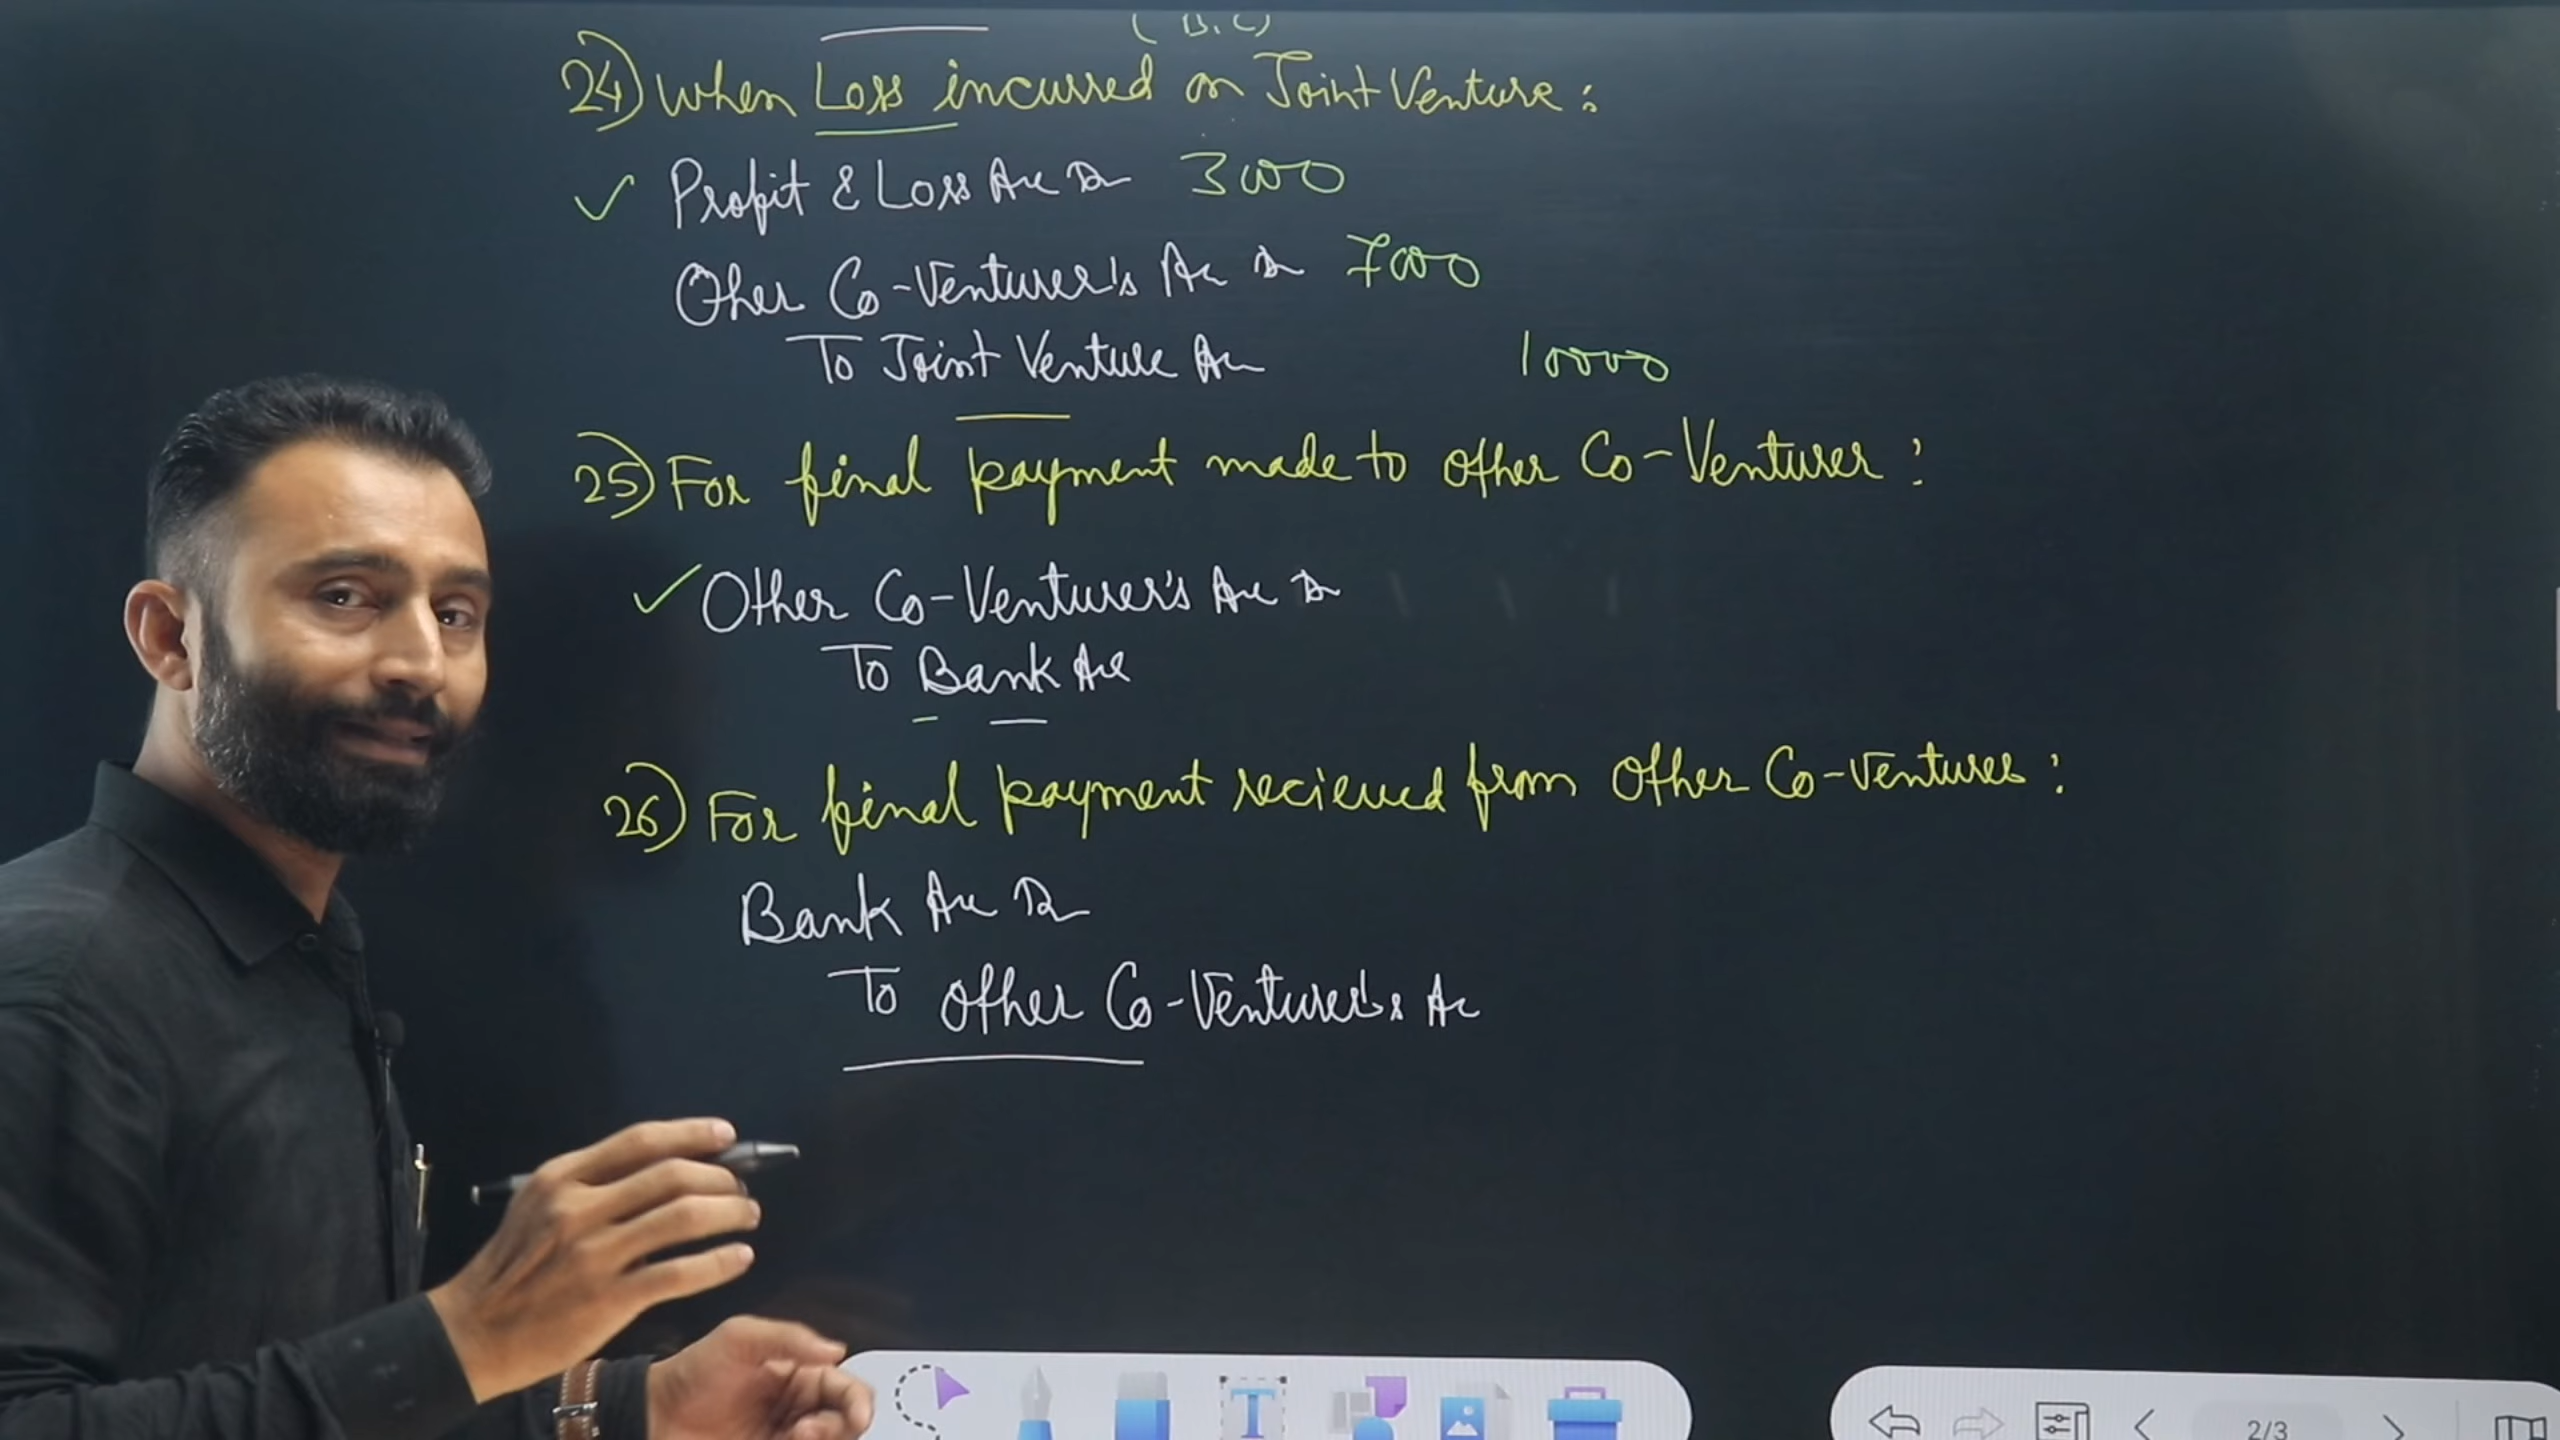 (B, C)
24) When Loss incurred on Joint Venture :
Profit & Loss A/c Dr 3000
Other Co-Venturer's A/c Dr 7000
To Joint Venture A/c 10000
25) For final payment made to other Co-Venturer :
Other Co-Venturer's A/c Dr
To Bank A/c
26) For final payment recieved from Other Co-Ventures :
Bank A/c Dr
To Other Co-Venturer's A/c
T
2/3